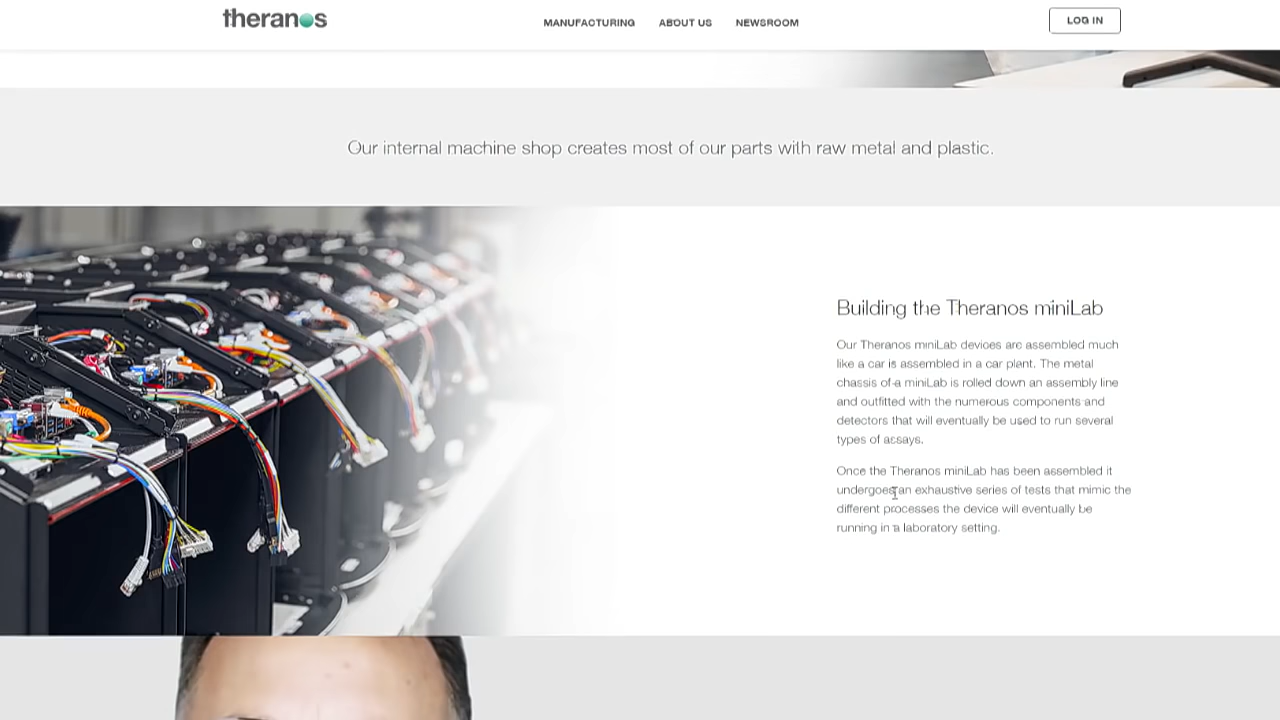 theranos
MANUFACTURING ABOUT US NEWSROOM
LOG IN
Our internal machine shop creates most of our parts with raw metal and plastic.
Building the Theranos miniLab
Our Theranos miniLab devices are assembled much
like a car is assembled in a car plant. The metal
chassis of a miniLab is rolled down an assembly line
and outfitted with the numerous components and
detectors that will eventually be used to run several
types of assays.
Once the Theranos miniLab has been assembled it
undergoes an exhaustive series of tests that mimic the
different processes the device will eventually be
running in a laboratory setting.